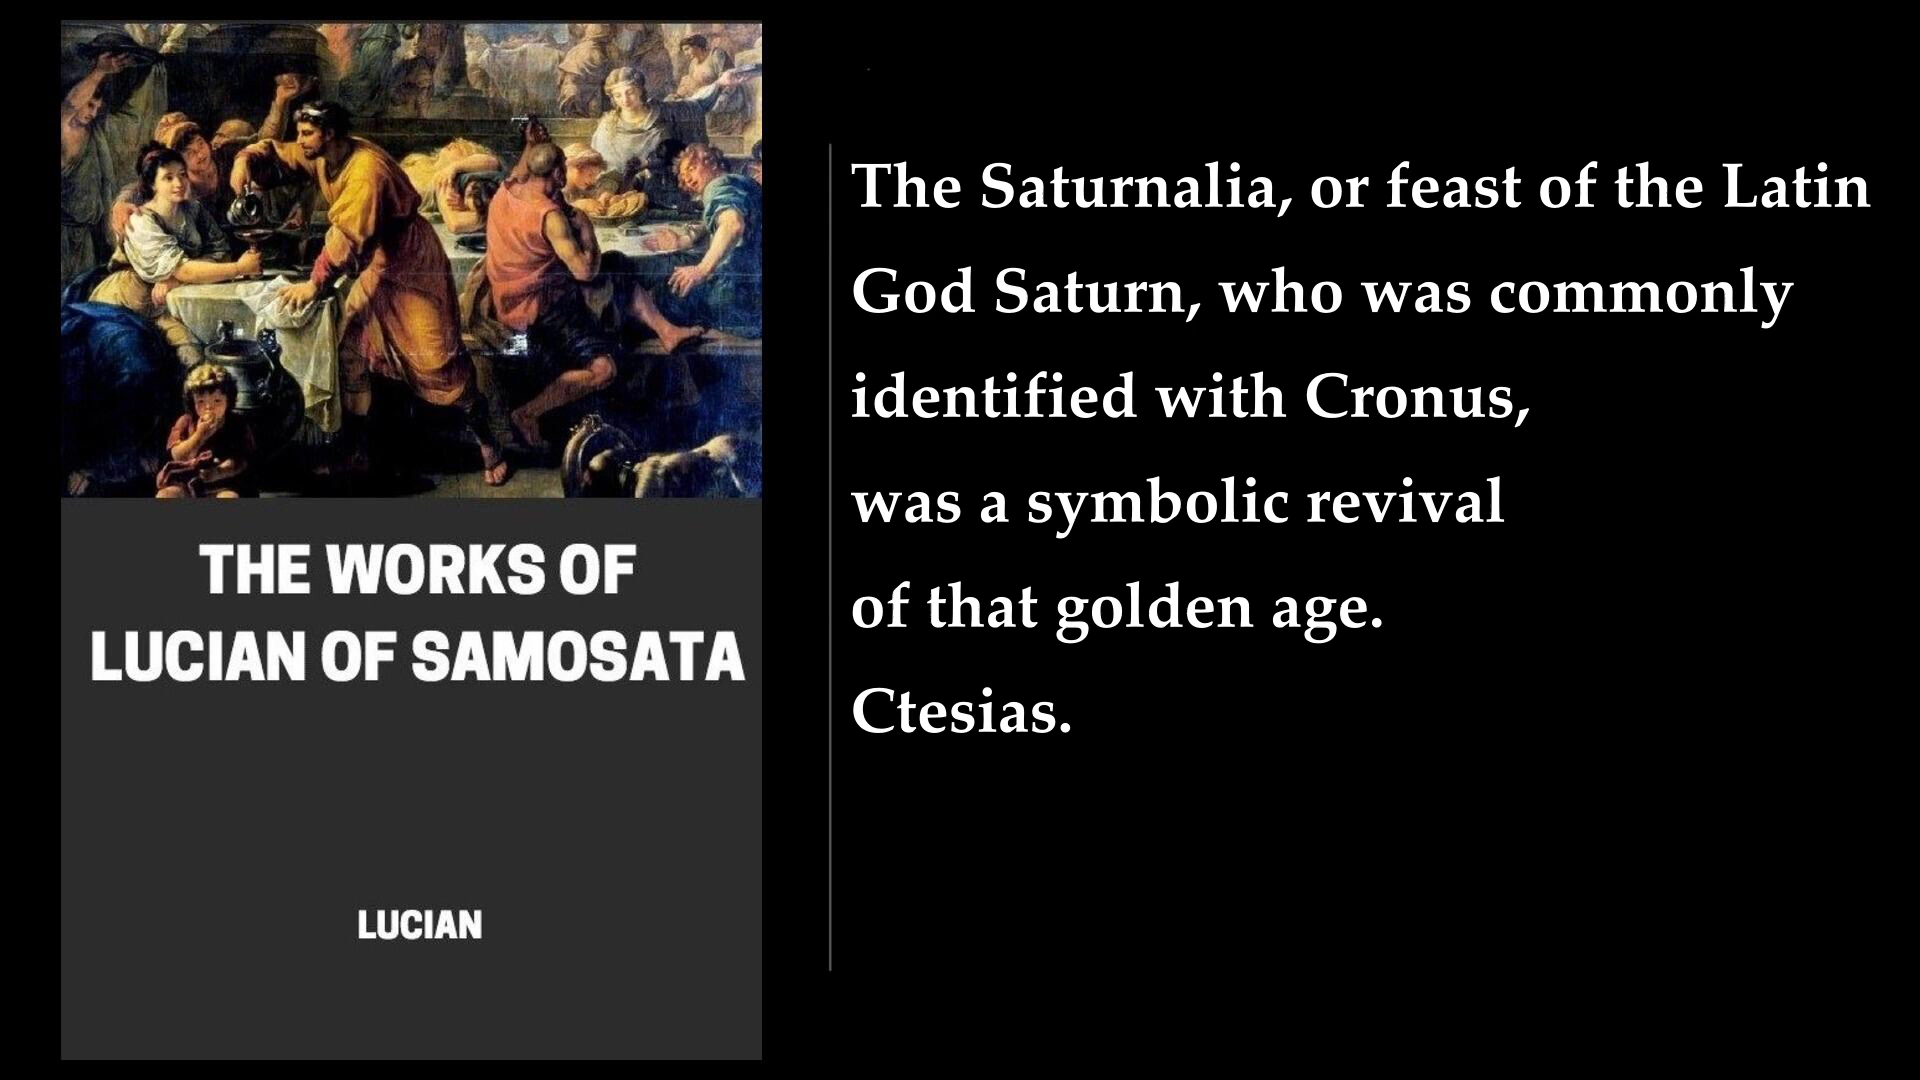 THE WORKS OF
LUCIAN OF SAMOSATA
LUCIAN
The Saturnalia, or feast of the Latin
God Saturn, who was commonly
identified with Cronus,
was a symbolic revival
of that golden age.
Ctesias.